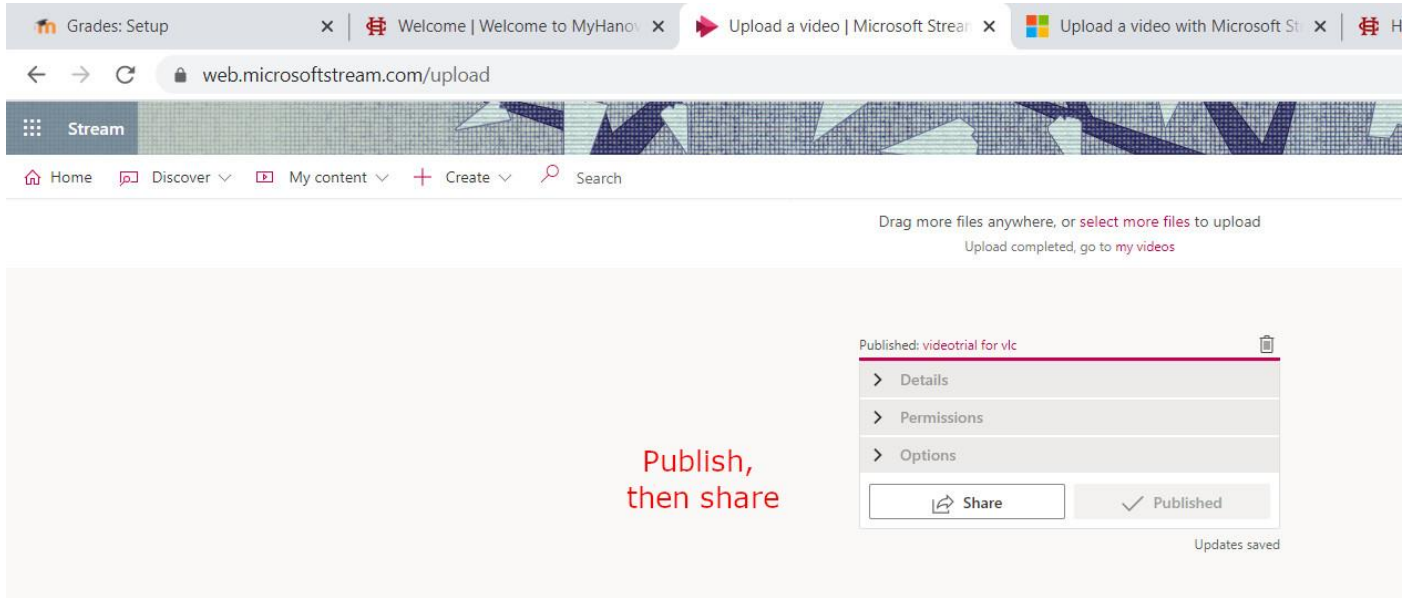 Grades: Setup
Welcome | Welcome to MyHanov
Upload a video | Microsoft Strear
Upload a video with Microsoft St
H
web.microsoftstream.com/upload
Stream
Home Discover My content Create Search
Drag more files anywhere, or select more files to upload
Upload completed, go to my videos
Published: videotrial for vlc
Details
Permissions
Options
Publish,
then share
Share Published
Updates saved